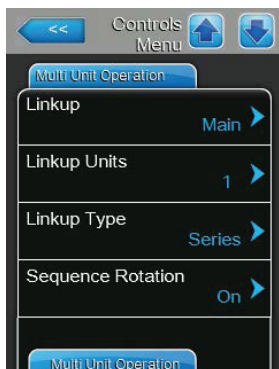 <<
Controls
Menu
Multi Unit Operation
Linkup
Main
Linkup Units
1
Linkup Type
Series
Sequence Rotation
On
Multi Unit Operation